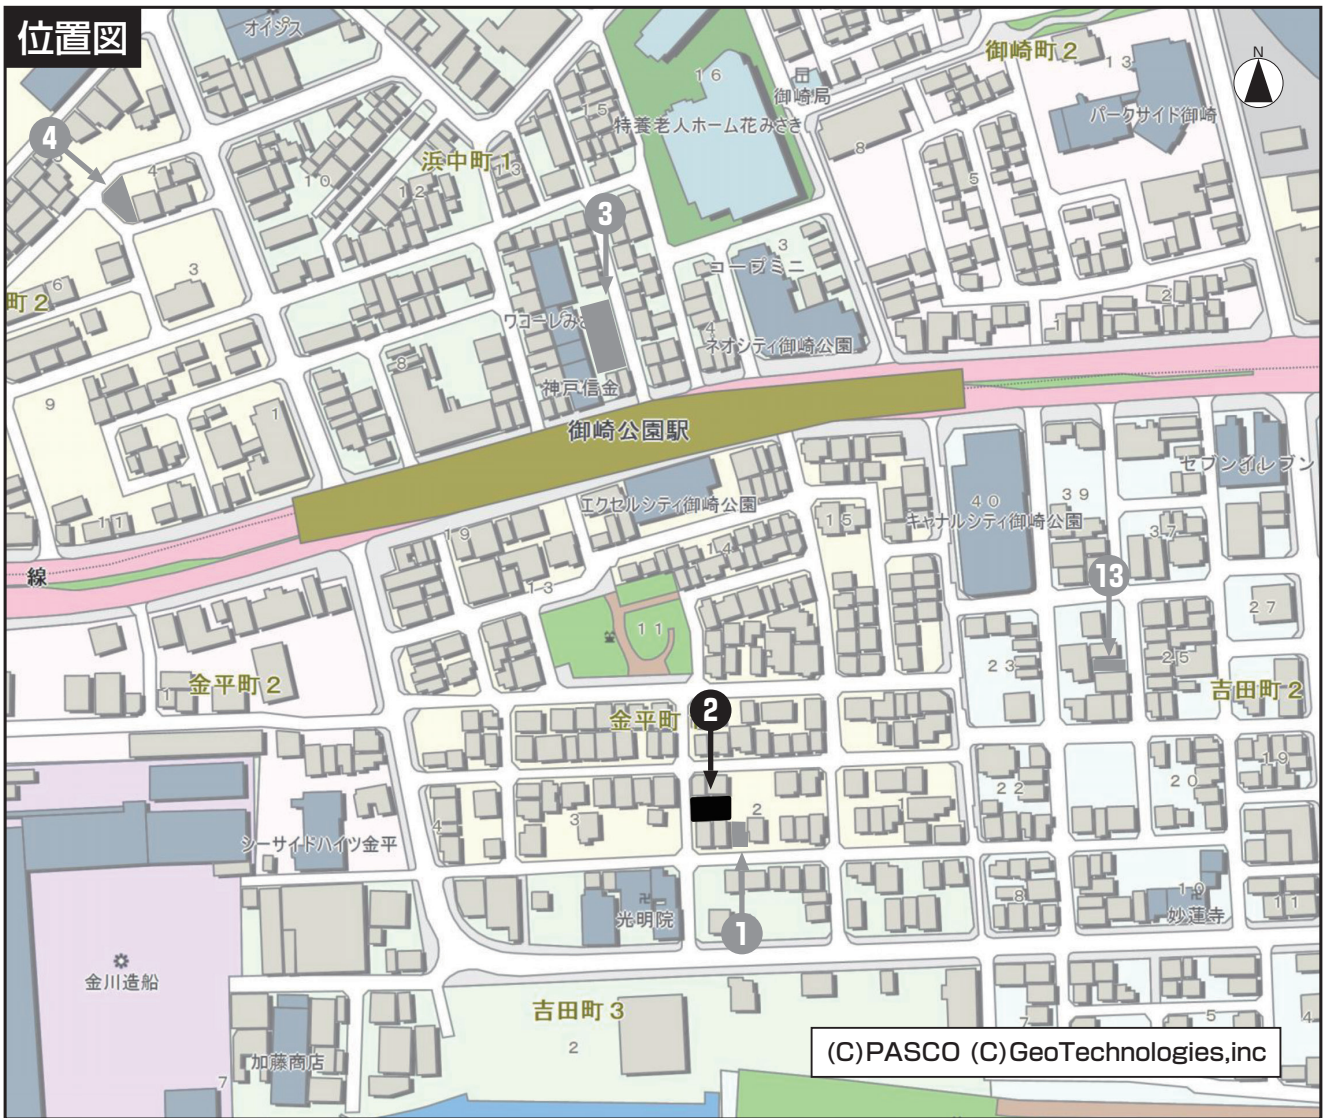 位置図
オイシス
16
御崎局
御崎町2
13
N
パークサイド御崎
特養老人ホーム花みさき
15
8
4
4
浜中町1
13
10
12
5
3
3
3
コープミニ
町2
6
2
ワコーレみさ
4
1
ネオシティ御崎公園
8
神戸信金
9
1
御崎公園駅
セブンイレブン
エクセルシティ御崎公園
40
39
15
キャナルシティ御崎公園
11
19
37
14
線
13
13
27
11
23
25
金平町2
吉田町2
1
金平町
2
19
20
22
2
3
4
1
シーサイドハイツ金平
8
10
光明院
妙蓮寺
11
1
金川造船
吉田町3
7
5
4
2
加藤商店
7
(C)PASCO (C)GeoTechnologies,inc